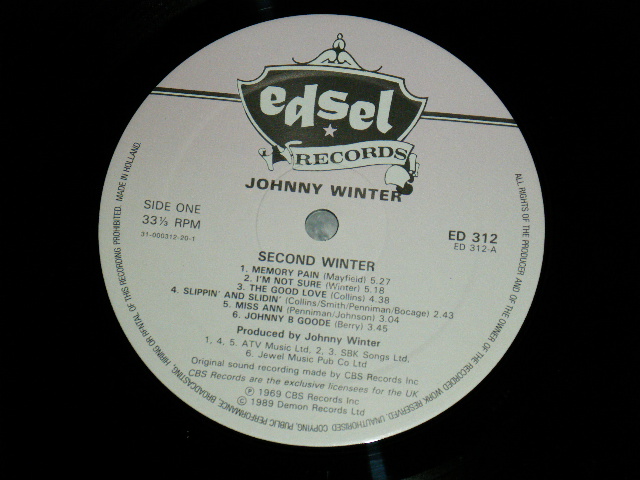 edsel
RECORDS
JOHNNY WINTER
SIDE ONE
33⅓ RPM
31-000312-20-1
ED 312
ED 312-A
SECOND WINTER
1. MEMORY PAIN (Mayfield) 5.27
2. I'M NOT SURE (Winter) 5.18
3. THE GOOD LOVE (Collins) 4.38
4. SLIPPIN' AND SLIDIN' (Collins/Smith/Penniman/Bocage) 2.43
5. MISS ANN (Penniman/Johnson) 3.04
6. JOHNNY B GOODE (Berry) 3.45
Produced by Johnny Winter
1, 4, 5. ATV Music Ltd, 2, 3. SBK Songs Ltd,
6. Jewel Music Pub Co Ltd
Original sound recording made by CBS Records Inc
CBS Records are the exclusive licensees for the UK
Ⓟ 1969 CBS Records Inc
© 1989 Demon Records Ltd
ALL RIGHTS OF THE PRODUCER AND OF THE OWNER OF THE RECORDED WORK RESERVED. UNAUTHORISED COPYING, PUBLIC PERFORMANCE, BROADCASTING, HIRING OR RENTAL OF THIS RECORDING PROHIBITED. MADE IN HOLLAND.